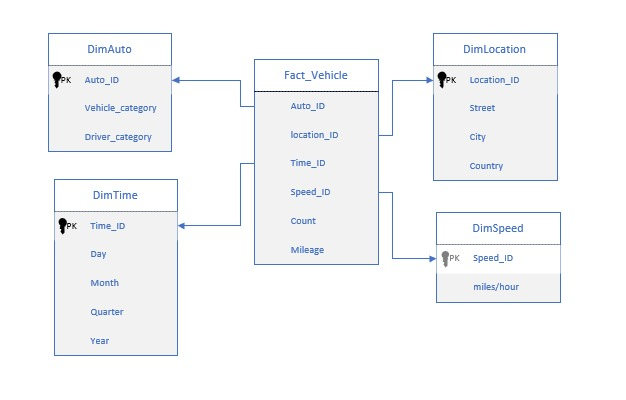 DimAuto
PK Auto_ID
Vehicle_category
Driver_category
DimTime
PK Time_ID
Day
Month
Quarter
Year
Fact_Vehicle
Auto_ID
location_ID
Time_ID
Speed_ID
Count
Mileage
DimLocation
PK Location_ID
Street
City
Country
DimSpeed
PK Speed_ID
miles/hour